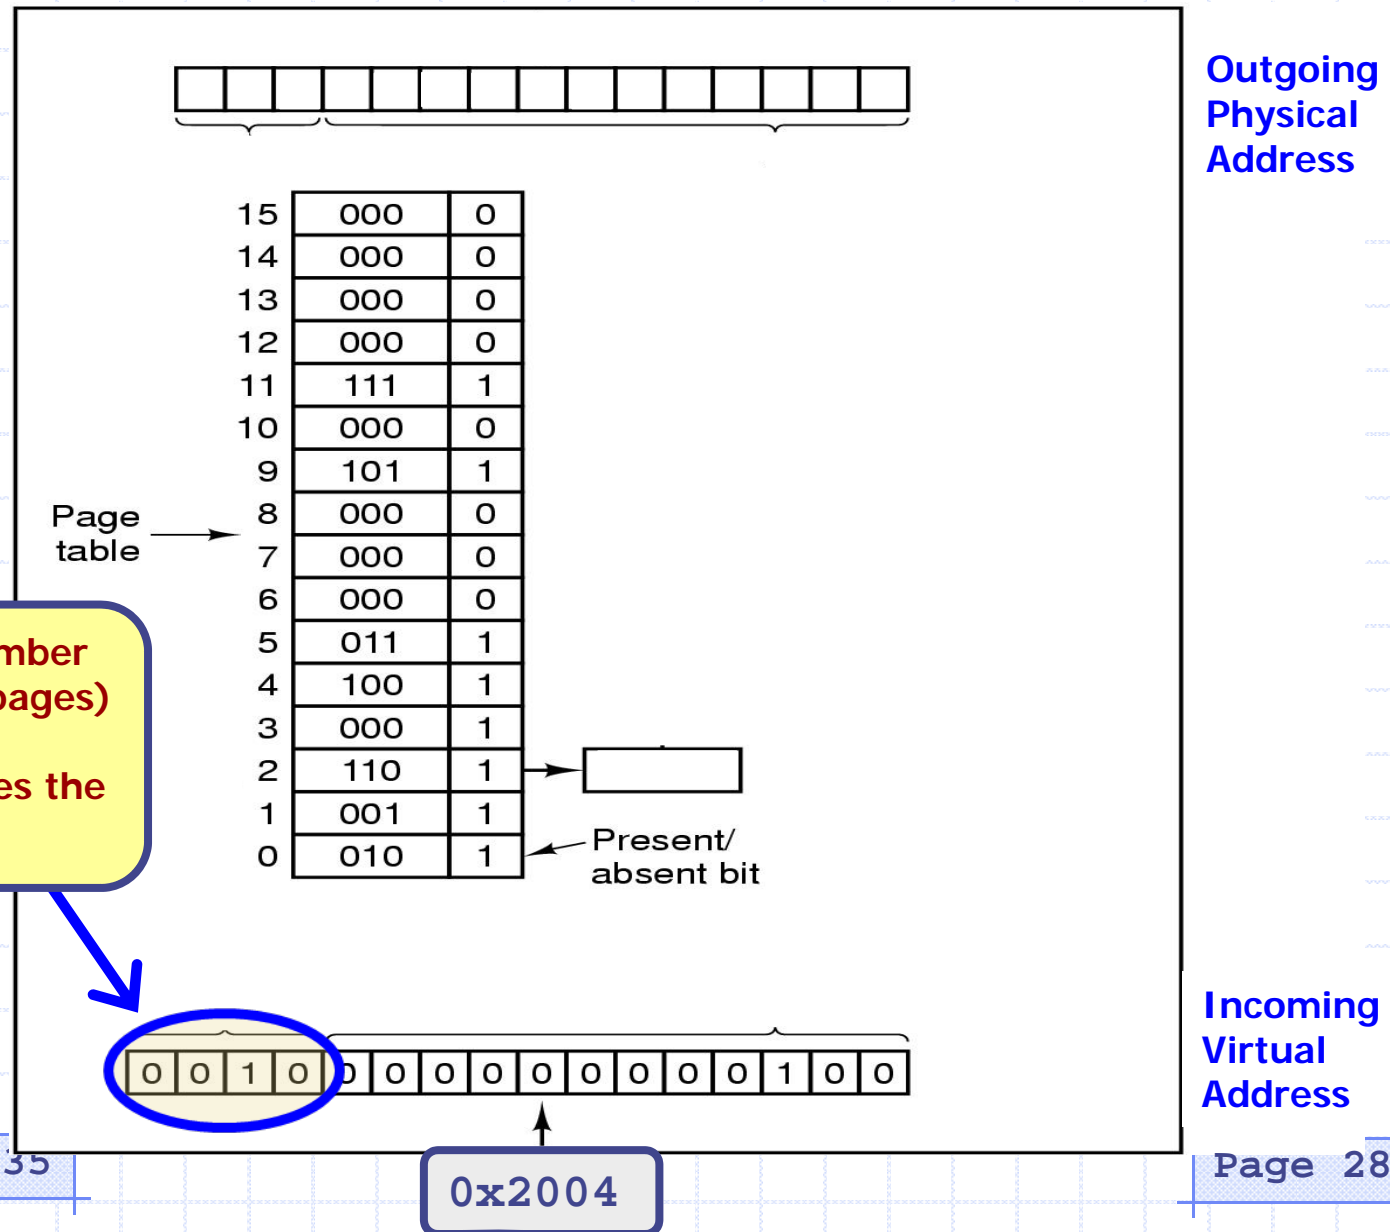 Outgoing
Physical
Address
15 000 0
14 000 0
13 000 0
12 000 0
11 111 1
10 000 0
9 101 1
8 000 0
7 000 0
6 000 0
5 011 1
4 100 1
3 000 1
2 110 1
1 001 1
0 010 1
Page
table
pages)
es the
Present/
absent bit
0 0 1 0 0 0 0 0 0 0 0 0 0 1 0 0
Incoming
Virtual
Address
0x2004
35
Page 28